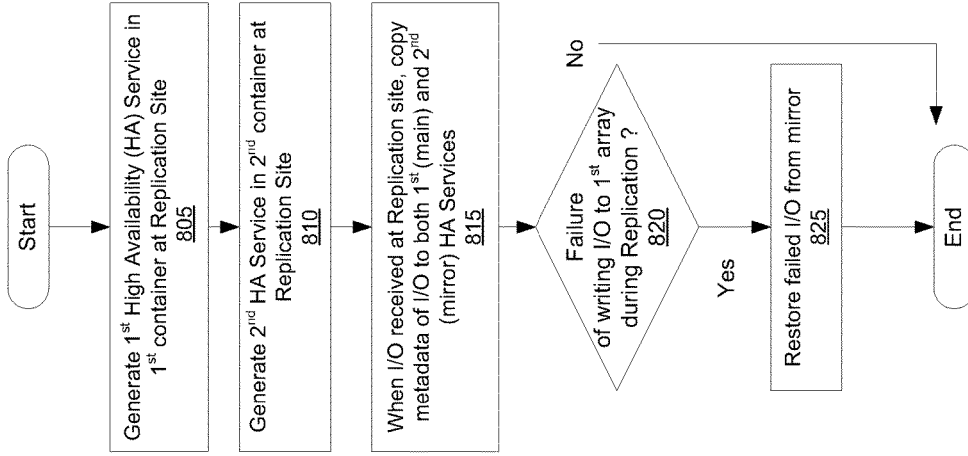 Start
Generate 1st High Availability (HA) Service in
1st container at Replication Site
805
Generate 2nd HA Service in 2nd container at
Replication Site
810
When I/O received at Replication site, copy
metadata of I/O to both 1st (main) and 2nd
(mirror) HA Services
815
Failure
of writing I/O to 1st array
during Replication ?
820
No
Yes
Restore failed I/O from mirror
825
End